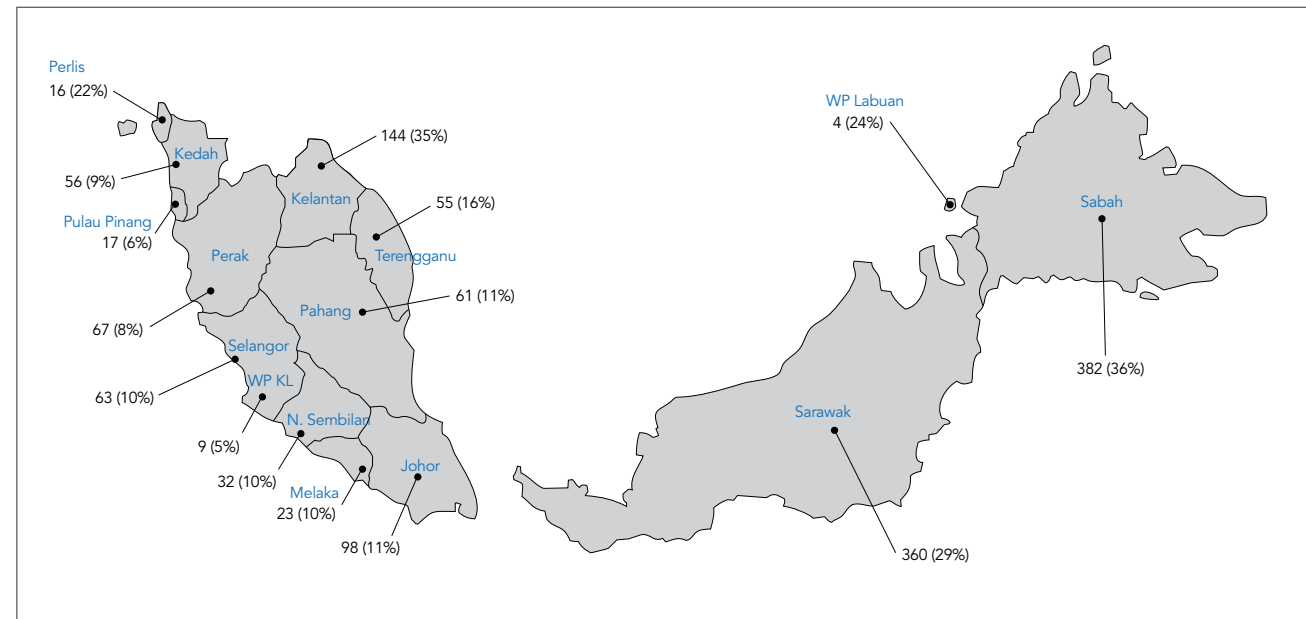 Perlis
16 (22%)
Kedah
56 (9%)
Pulau Pinang
17 (6%)
Perak
67 (8%)
144 (35%)
Kelantan
55 (16%)
Terengganu
61 (11%)
Pahang
Selangor
63 (10%)
WP KL
9 (5%)
N. Sembilan
32 (10%)
Melaka
23 (10%)
Johor
98 (11%)
WP Labuan
4 (24%)
Sabah
382 (36%)
Sarawak
360 (29%)